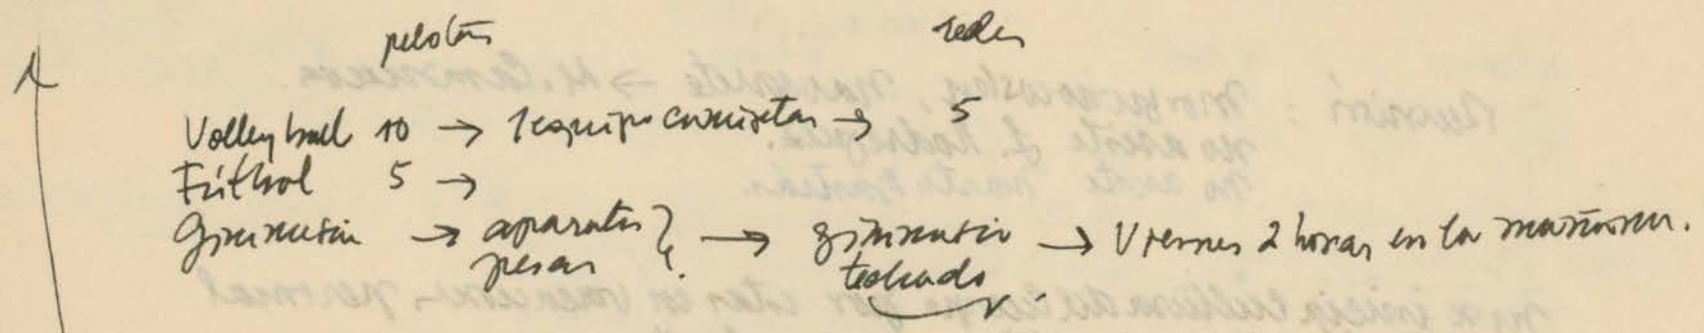 pelotas redes
Volleyball 10 → 1 equipo camisetas → 5
Fútbol 5 →
Gimnasia → aparatos ? → gimnasio → Viernes 2 horas en la mañana.
pesas techado